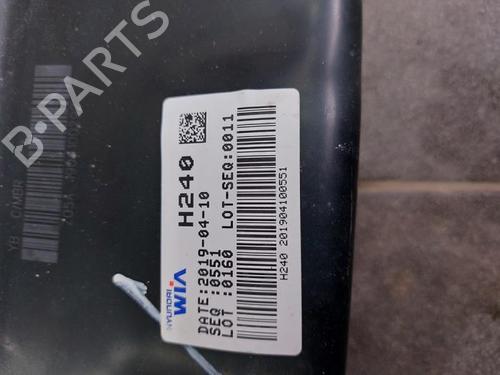 HYUNDAI
WIA
H240
DATE:2019-04-10
SEQ :0551
LOT :0160 LOT-SEQ:0011
H240 201904100551
B-PARTS